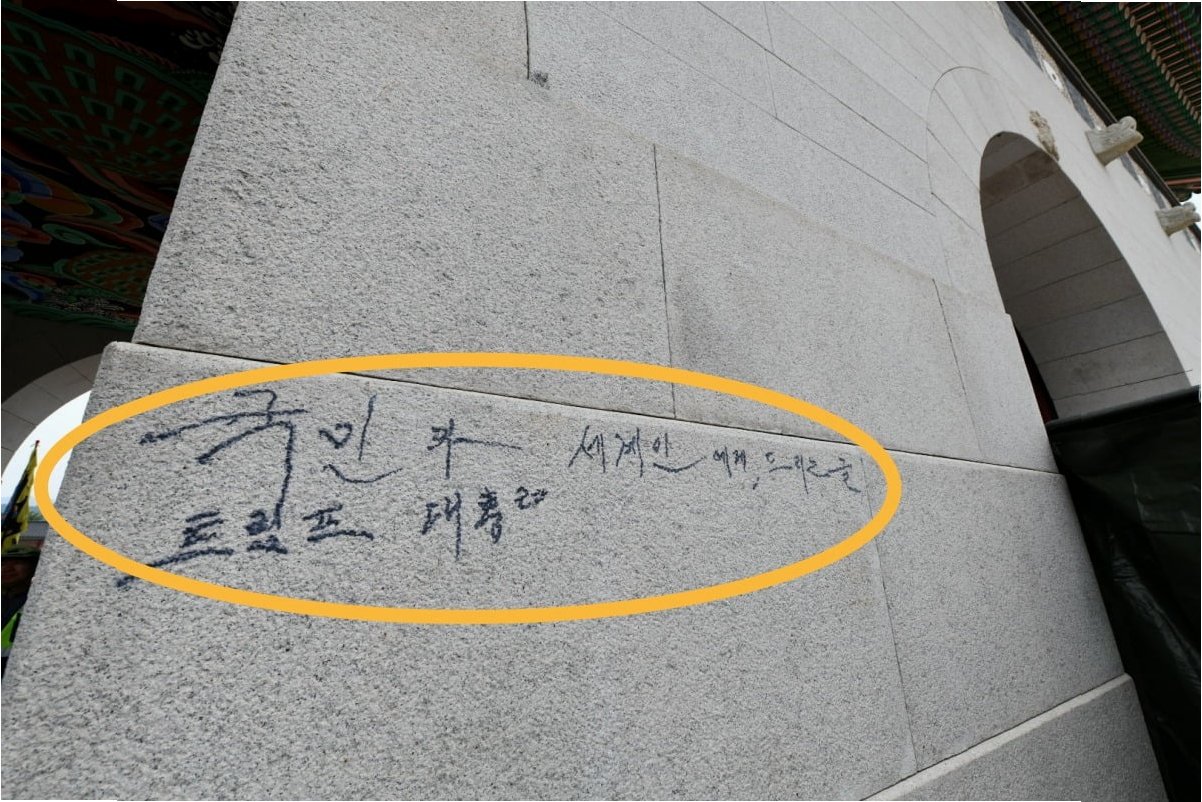 국민과 세계인에게 드리는 글
트럼프 대통령